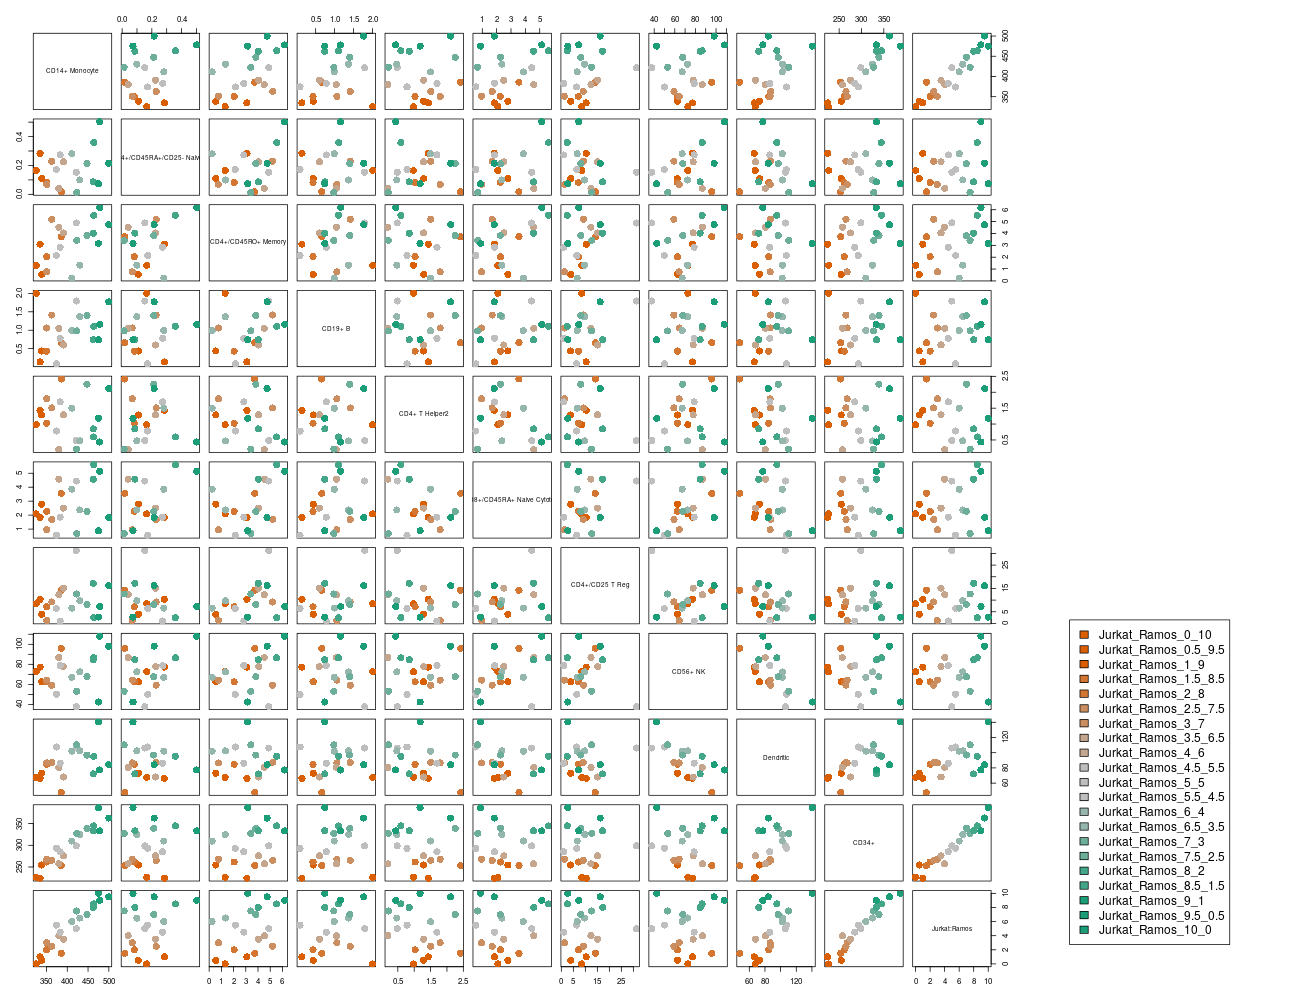 0.0 0.2 0.4 0.5 1.0 1.5 2.0 1 2 3 4 5 40 60 80 100 250 300 350
CD14+ Monocyte
350 400 450 500
4+/CD45RA+/CD25- Naiv
0.0 0.2 0.4
CD4+/CD45RO+ Memory
0 1 2 3 4 5 6
CD19+ B
0.5 1.0 1.5 2.0
CD4+ T Helper2
0.5 1.5 2.5
8+/CD45RA+ Naive Cytot
1 2 3 4 5
CD4+/CD25 T Reg
0 5 15 25
CD56+ NK
40 60 80 100
Dendritic
60 80 120
CD34+
250 300 350
Jurkat:Ramos
0 2 4 6 8 10
350 400 450 500 0 1 2 3 4 5 6 0.5 1.5 2.5 0 5 15 25 60 80 120 0 2 4 6 8 10
Jurkat_Ramos_0_10
Jurkat_Ramos_0.5_9.5
Jurkat_Ramos_1_9
Jurkat_Ramos_1.5_8.5
Jurkat_Ramos_2_8
Jurkat_Ramos_2.5_7.5
Jurkat_Ramos_3_7
Jurkat_Ramos_3.5_6.5
Jurkat_Ramos_4_6
Jurkat_Ramos_4.5_5.5
Jurkat_Ramos_5_5
Jurkat_Ramos_5.5_4.5
Jurkat_Ramos_6_4
Jurkat_Ramos_6.5_3.5
Jurkat_Ramos_7_3
Jurkat_Ramos_7.5_2.5
Jurkat_Ramos_8_2
Jurkat_Ramos_8.5_1.5
Jurkat_Ramos_9_1
Jurkat_Ramos_9.5_0.5
Jurkat_Ramos_10_0